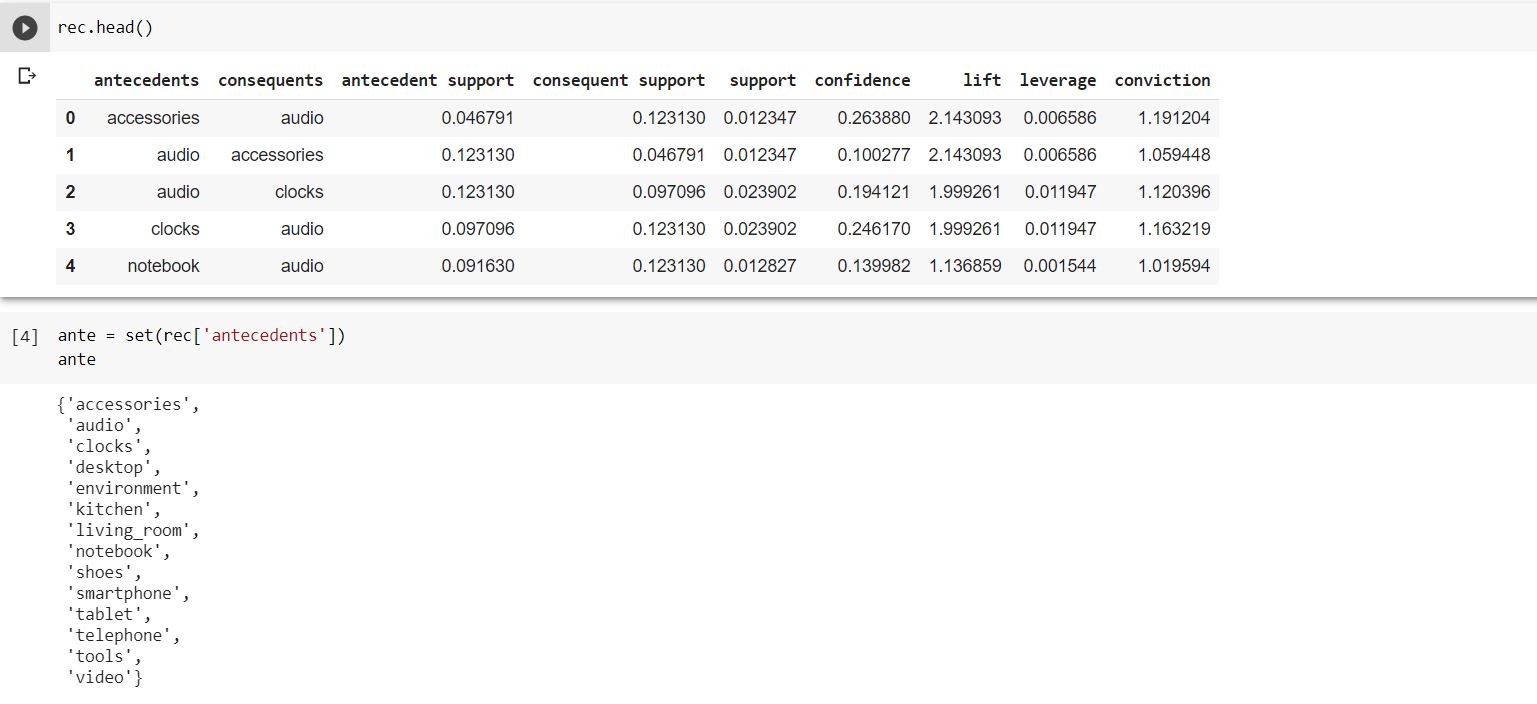 rec.head()
antecedents consequents antecedent support consequent support support confidence lift leverage conviction
0 accessories audio 0.046791 0.123130 0.012347 0.263880 2.143093 0.006586 1.191204
1 audio accessories 0.123130 0.046791 0.012347 0.100277 2.143093 0.006586 1.059448
2 audio clocks 0.123130 0.097096 0.023902 0.194121 1.999261 0.011947 1.120396
3 clocks audio 0.097096 0.123130 0.023902 0.246170 1.999261 0.011947 1.163219
4 notebook audio 0.091630 0.123130 0.012827 0.139982 1.136859 0.001544 1.019594
[4] ante = set(rec['antecedents'])
ante
{'accessories',
'audio',
'clocks',
'desktop',
'environment',
'kitchen',
'living_room',
'notebook',
'shoes',
'smartphone',
'tablet',
'telephone',
'tools',
'video'}